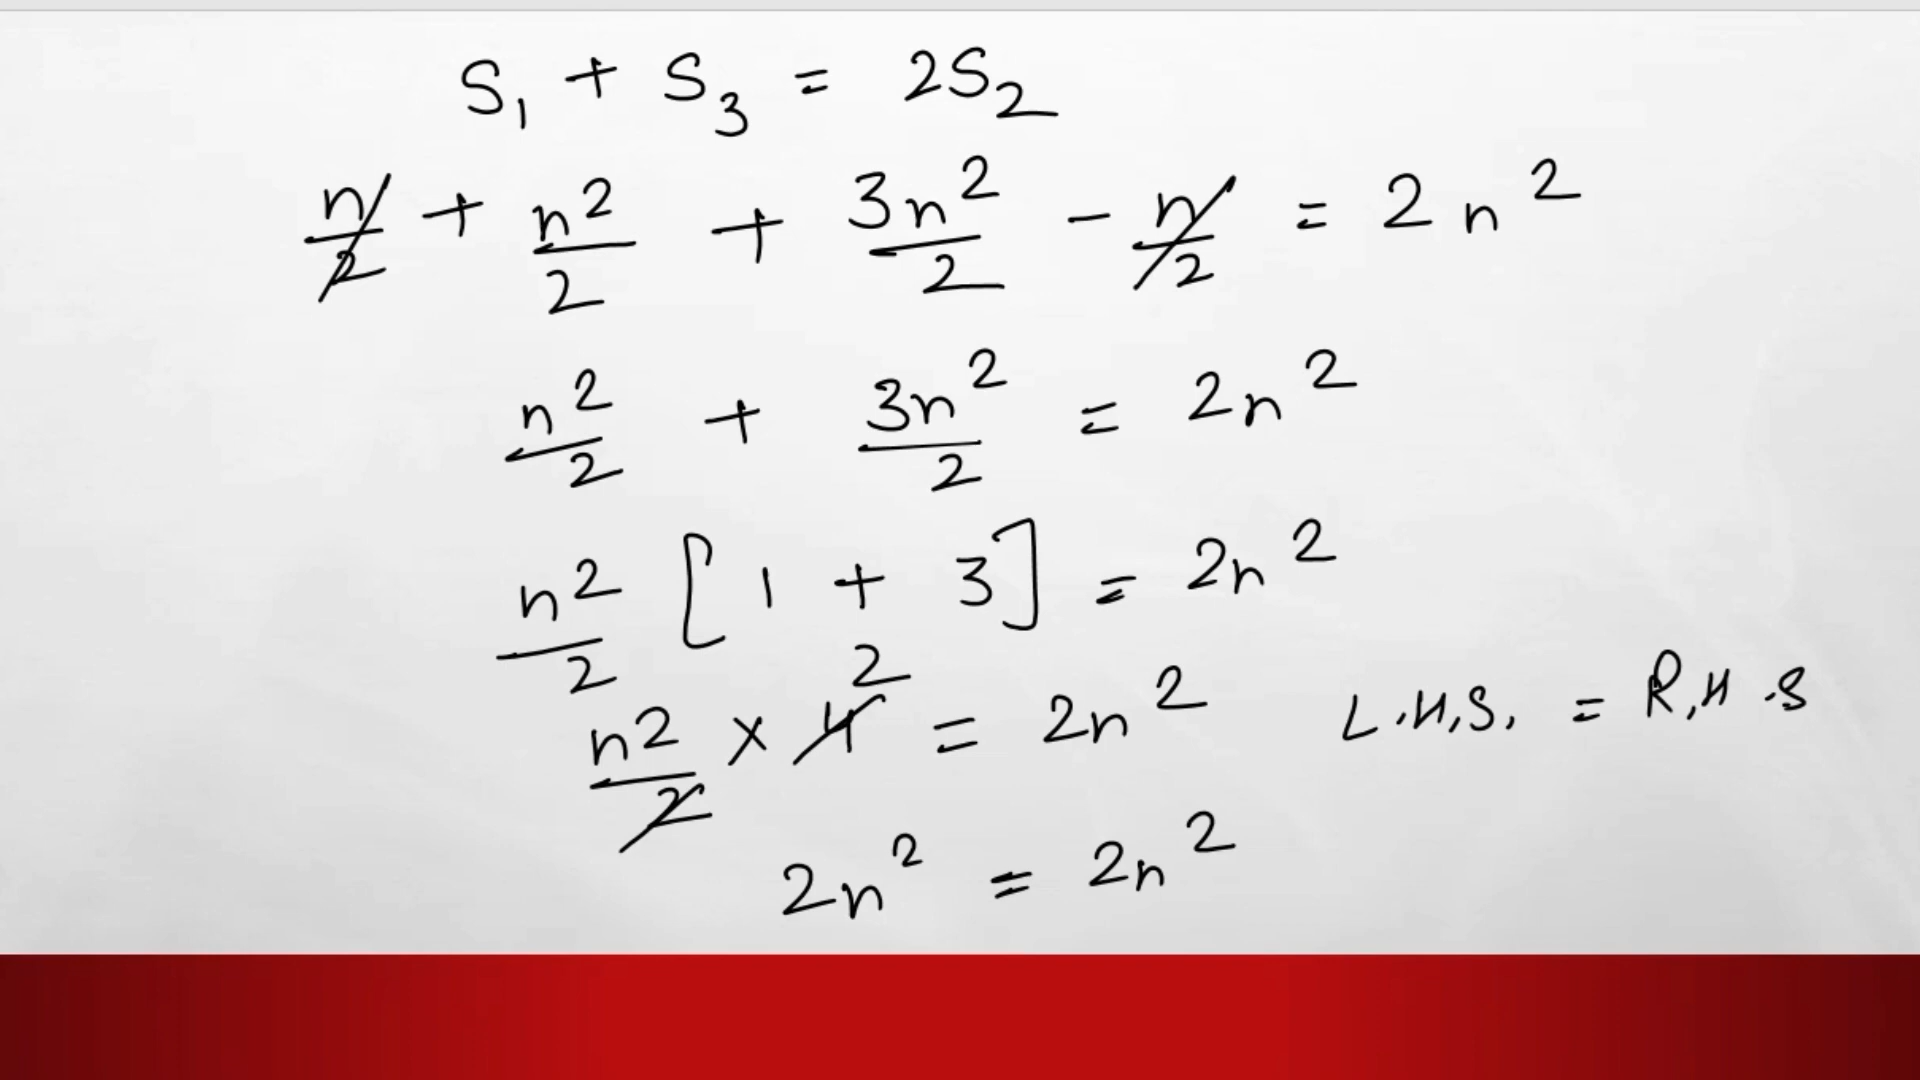 S₁ + S₃ = 2S₂
n/2 + n²/2 + 3n²/2 - n/2 = 2n²
n²/2 + 3n²/2 = 2n²
n²/2 [1 + 3] = 2n²
n²/2 × 4 2 = 2n² L.H.S. = R.H.S
2n² = 2n²